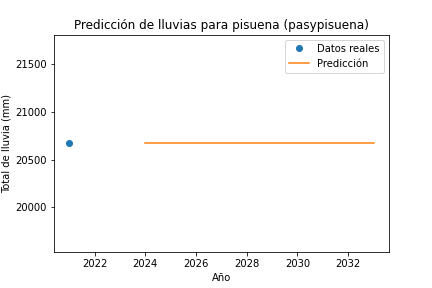 Predicción de lluvias para pisuena (pasypisuena)
Datos reales
Predicción
Total de lluvia (mm)
21500
21000
20500
20000
2022 2024 2026 2028 2030 2032
Año